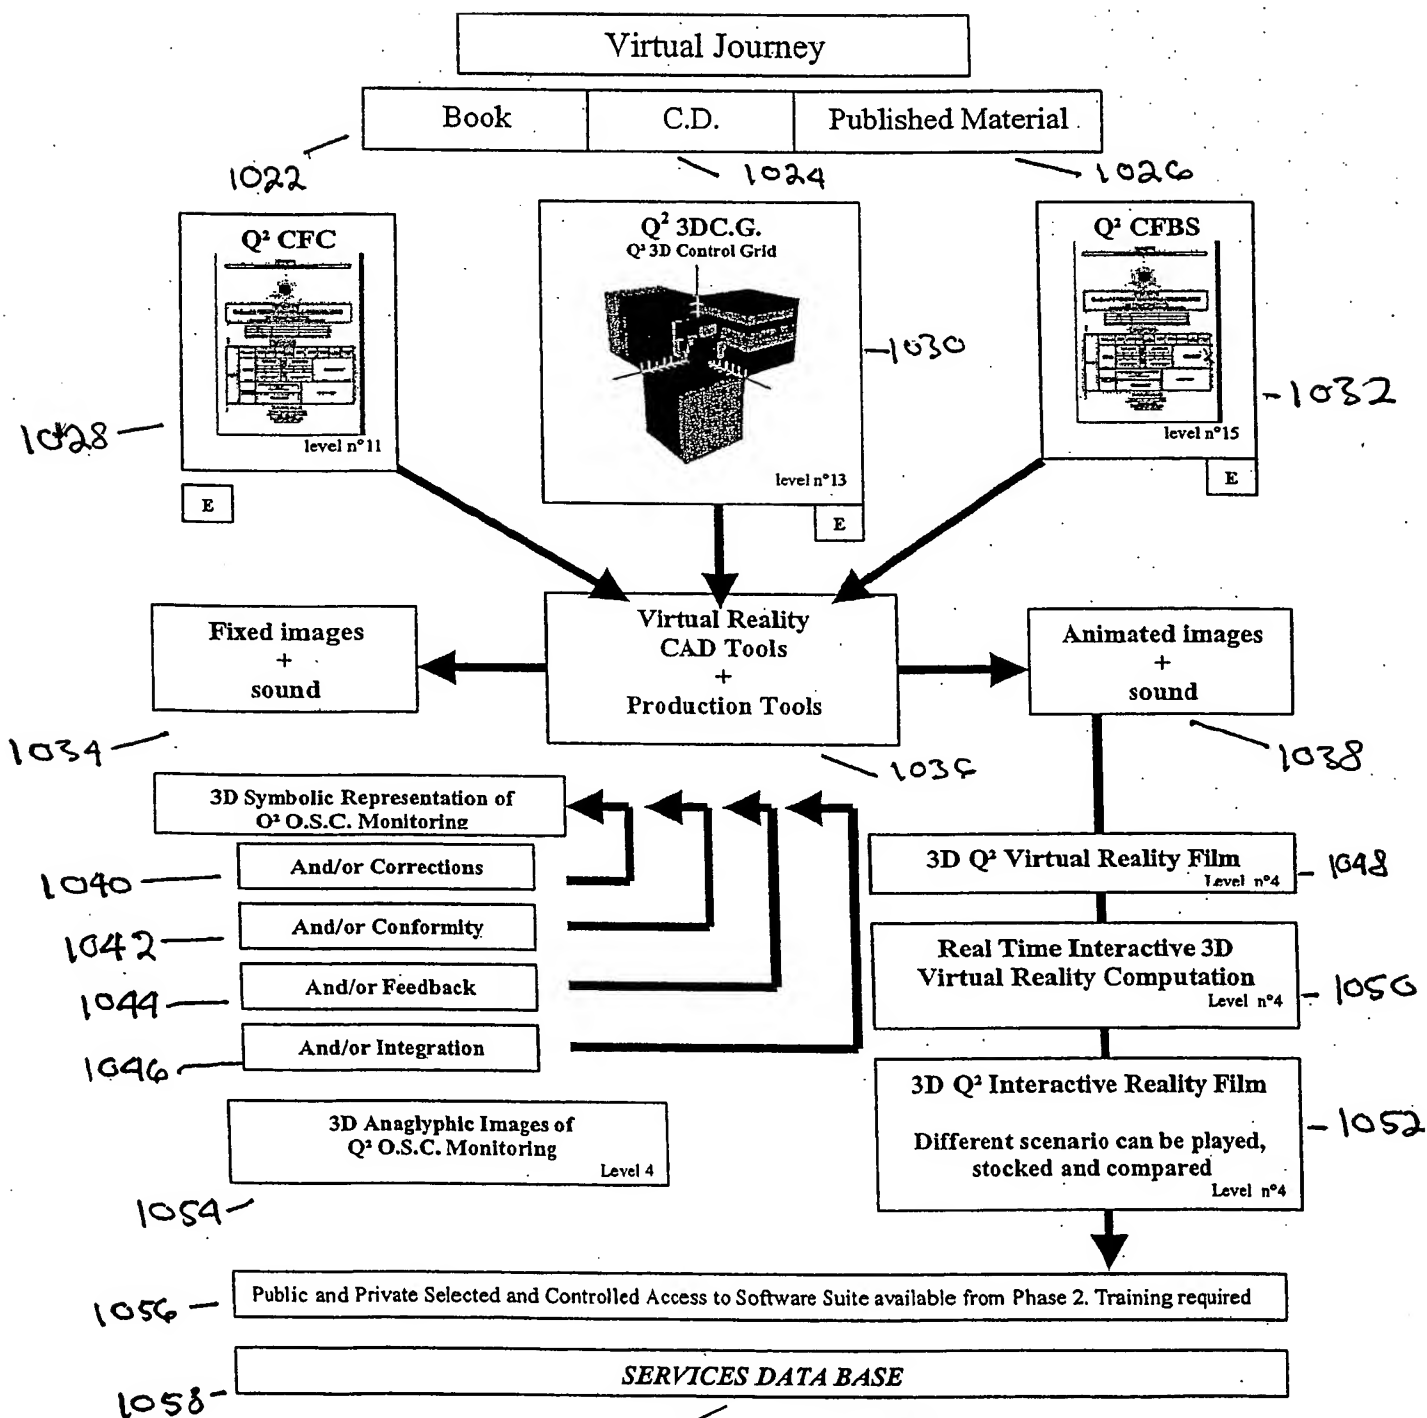 Virtual Journey
Book C.D. Published Material
1022 1024 1026
Q² CFC
level n°11
1028
E
Q² 3DC.G.
Q² 3D Control Grid
level n°13
1030
E
Q² CFBS
level n°15
1032
E
Fixed images
+
sound
1034
Virtual Reality
CAD Tools
+
Production Tools
1036
Animated images
+
sound
1038
3D Symbolic Representation of
Q² O.S.C. Monitoring
And/or Corrections
1040
And/or Conformity
1042
And/or Feedback
1044
And/or Integration
1046
3D Q² Virtual Reality Film
Level n°4
1048
Real Time Interactive 3D
Virtual Reality Computation
Level n°4
1050
3D Q² Interactive Reality Film
Different scenario can be played,
stocked and compared
Level n°4
1052
3D Anaglyphic Images of
Q² O.S.C. Monitoring
Level 4
1054
Public and Private Selected and Controlled Access to Software Suite available from Phase 2. Training required
1056
SERVICES DATA BASE
1058